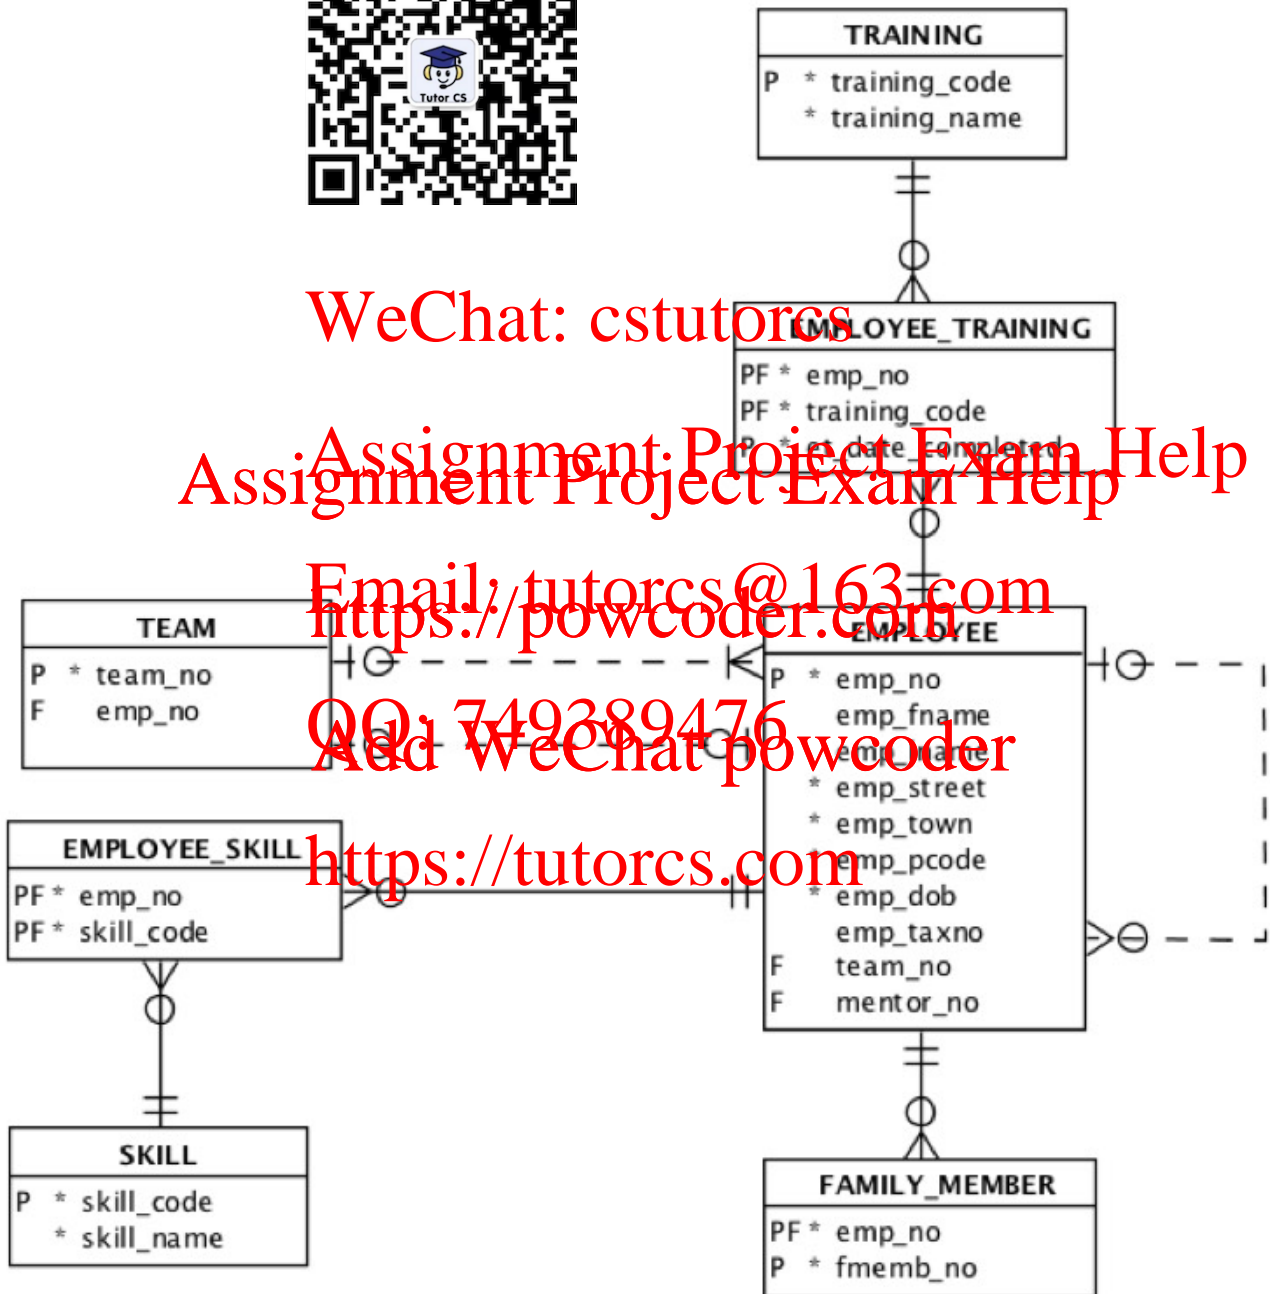 Tutor CS
TRAINING
P * training_code
* training_name
WeChat: cstutorcs
EMPLOYEE_TRAINING
PF * emp_no
PF * training_code
P * et_date_completed
Assignment Project Exam Help
Assignment Project Exam Help
Email: tutorcs@163.com
https://powcoder.com
TEAM
P * team_no
F emp_no
EMPLOYEE
P * emp_no
emp_fname
emp_lname
* emp_street
* emp_town
* emp_pcode
* emp_dob
emp_taxno
F team_no
F mentor_no
QQ: 749389476
Add WeChat powcoder
EMPLOYEE_SKILL
PF * emp_no
PF * skill_code
https://tutorcs.com
SKILL
P * skill_code
* skill_name
FAMILY_MEMBER
PF * emp_no
P * fmemb_no